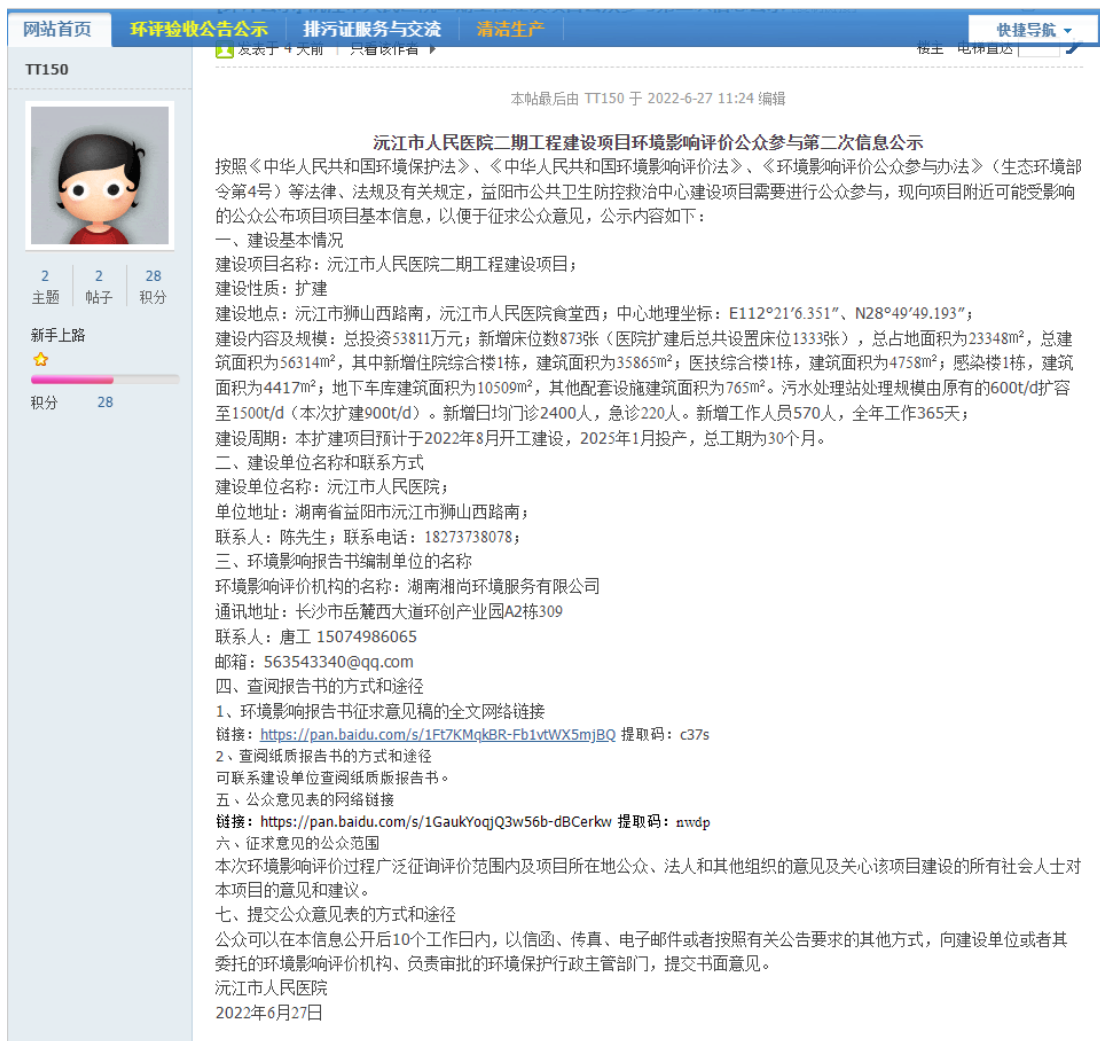 网站首页 环评验收公告公示 排污证服务与交流 清洁生产 快捷导航
发表于 4 天前 | 只看该作者 楼主 电梯直达
TT150
2 2 28
主题 帖子 积分
新手上路
积分 28
本帖最后由 TT150 于 2022-6-27 11:24 编辑
沅江市人民医院二期工程建设项目环境影响评价公众参与第二次信息公示
按照《中华人民共和国环境保护法》、《中华人民共和国环境影响评价法》、《环境影响评价公众参与办法》（生态环境部
令第4号）等法律、法规及有关规定，益阳市公共卫生防控救治中心建设项目需要进行公众参与，现向项目附近可能受影响
的公众公布项目项目基本信息，以便于征求公众意见，公示内容如下：
一、建设基本情况
建设项目名称：沅江市人民医院二期工程建设项目；
建设性质：扩建
建设地点：沅江市狮山西路南，沅江市人民医院食堂西；中心地理坐标：E112°21′6.351″、N28°49′49.193″；
建设内容及规模：总投资53811万元；新增床位数873张（医院扩建后总共设置床位1333张），总占地面积为23348m²，总建
筑面积为56314m²，其中新增住院综合楼1栋，建筑面积为35865m²；医技综合楼1栋，建筑面积为4758m²；感染楼1栋，建筑
面积为4417m²；地下车库建筑面积为10509m²，其他配套设施建筑面积为765m²。污水处理站处理规模由原有的600t/d扩容
至1500t/d（本次扩建900t/d）。新增日均门诊2400人，急诊220人。新增工作人员570人，全年工作365天；
建设周期：本扩建项目预计于2022年8月开工建设，2025年1月投产，总工期为30个月。
二、建设单位名称和联系方式
建设单位名称：沅江市人民医院；
单位地址：湖南省益阳市沅江市狮山西路南；
联系人：陈先生；联系电话：18273738078；
三、环境影响报告书编制单位的名称
环境影响评价机构的名称：湖南湘尚环境服务有限公司
通讯地址：长沙市岳麓西大道环创产业园A2栋309
联系人：唐工 15074986065
邮箱：563543340@qq.com
四、查阅报告书的方式和途径
1、环境影响报告书征求意见稿的全文网络链接
链接：https://pan.baidu.com/s/1Ft7KMqkBR-Fb1vtWX5mjBQ 提取码：c37s
2、查阅纸质报告书的方式和途径
可联系建设单位查阅纸质版报告书。
五、公众意见表的网络链接
链接：https://pan.baidu.com/s/1GaukYoqjQ3w56b-dBCerkw 提取码：nwdp
六、征求意见的公众范围
本次环境影响评价过程广泛征询评价范围内及项目所在地公众、法人和其他组织的意见及关心该项目建设的所有社会人士对
本项目的意见和建议。
七、提交公众意见表的方式和途径
公众可以在本信息公开后10个工作日内，以信函、传真、电子邮件或者按照有关公告要求的其他方式，向建设单位或者其
委托的环境影响评价机构、负责审批的环境保护行政主管部门，提交书面意见。
沅江市人民医院
2022年6月27日